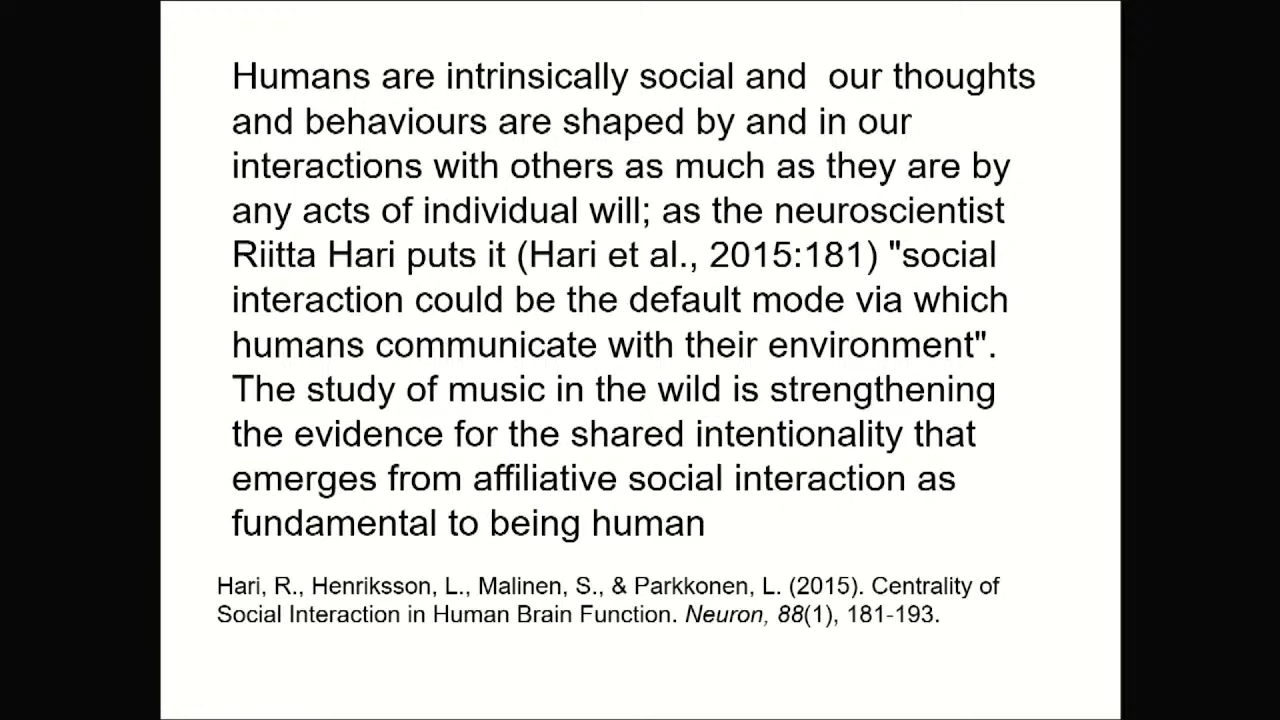 Humans are intrinsically social and  our thoughts
and behaviours are shaped by and in our
interactions with others as much as they are by
any acts of individual will; as the neuroscientist
Riitta Hari puts it (Hari et al., 2015:181) "social
interaction could be the default mode via which
humans communicate with their environment".
The study of music in the wild is strengthening
the evidence for the shared intentionality that
emerges from affiliative social interaction as
fundamental to being human
Hari, R., Henriksson, L., Malinen, S., & Parkkonen, L. (2015). Centrality of
Social Interaction in Human Brain Function. Neuron, 88(1), 181-193.